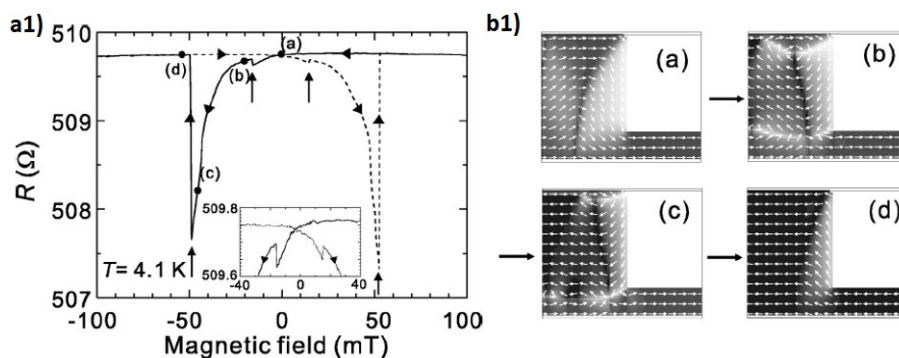 a1)
510
509
508
507
R (Ω)
(a)
(b)
(c)
(d)
T= 4.1 K
509.8
509.6
-40
0
40
-100
-50
0
50
100
Magnetic field (mT)
b1)
(a)
(b)
(c)
(d)